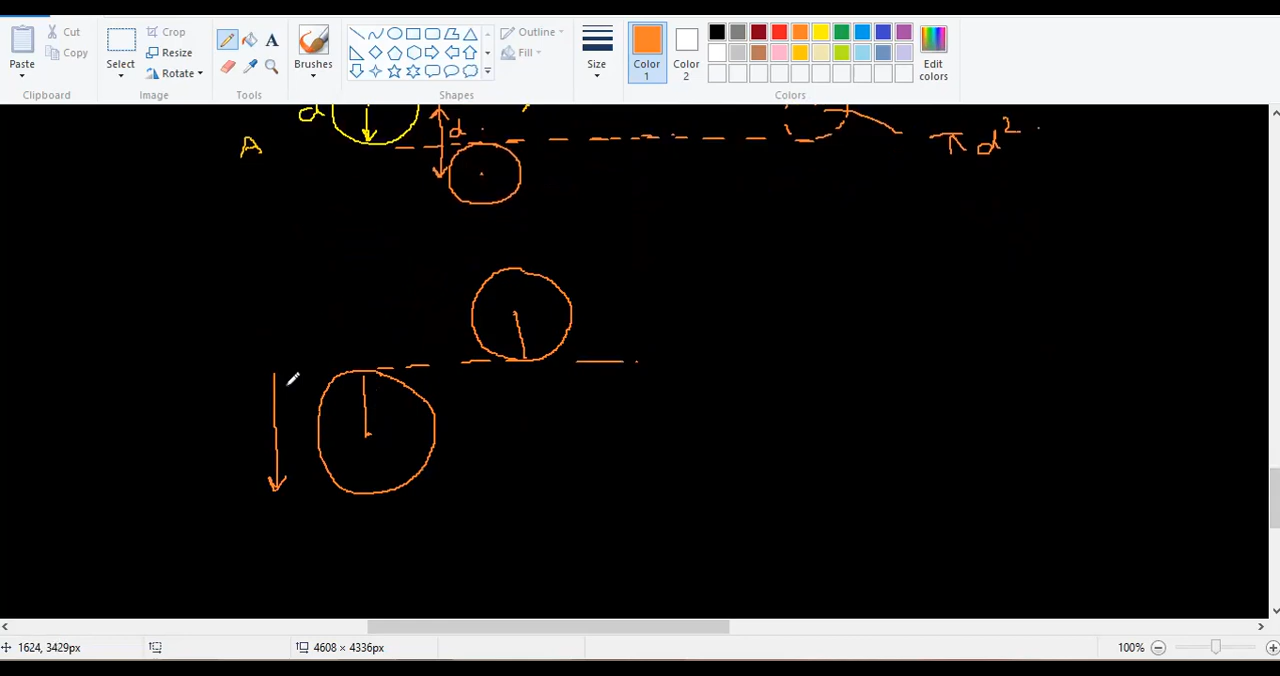 Cut
Copy
Paste
Clipboard
Select
Crop
Resize
Rotate
Image
A
Tools
Brushes
Outline
Fill
Shapes
Size
Color
1
Color
2
Edit
colors
Colors
d
A
d
π d²
1624, 3429px
4608 × 4336px
100%